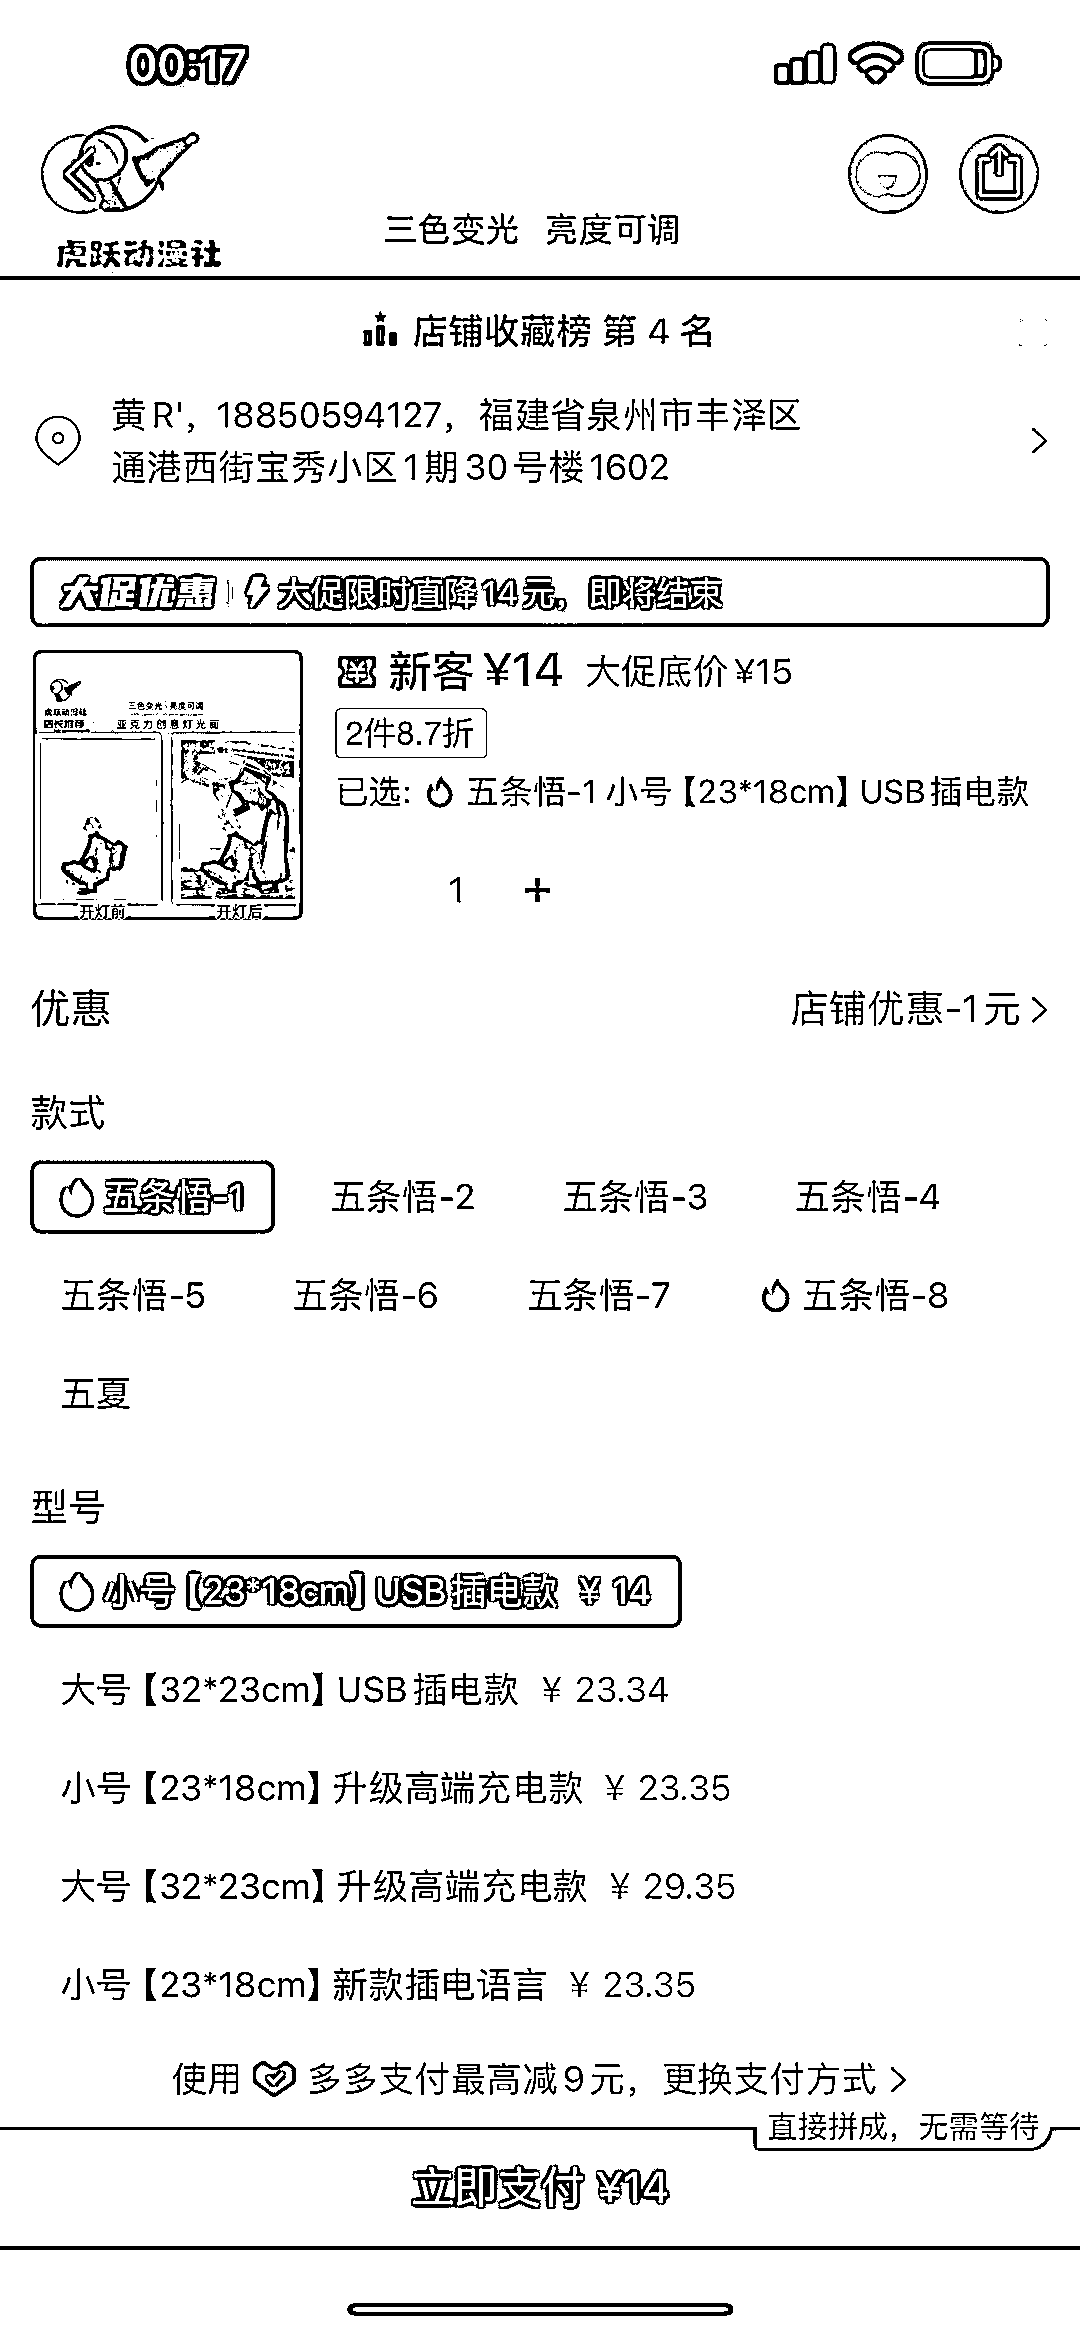 00:17
虎跃动漫社
三色变光 亮度可调
店铺收藏榜 第 4 名
黄R'，18850594127，福建省泉州市丰泽区
通港西街宝秀小区1期30号楼1602
大促优惠 大促限时直降14元，即将结束
新客 ¥14 大促底价 ¥15
2件8.7折
已选: 五条悟-1 小号【23*18cm】USB插电款
虎跃动漫社
三色变光 亮度可调
亚克力创意灯光画
开灯前 开灯后
1 +
优惠 店铺优惠-1元
款式
五条悟-1 五条悟-2 五条悟-3 五条悟-4
五条悟-5 五条悟-6 五条悟-7 五条悟-8
五夏
型号
小号【23*18cm】USB插电款 ¥ 14
大号【32*23cm】USB插电款 ¥ 23.34
小号【23*18cm】升级高端充电款 ¥ 23.35
大号【32*23cm】升级高端充电款 ¥ 29.35
小号【23*18cm】新款插电语言 ¥ 23.35
使用 多多支付最高减9元，更换支付方式
直接拼成，无需等待
立即支付 ¥14